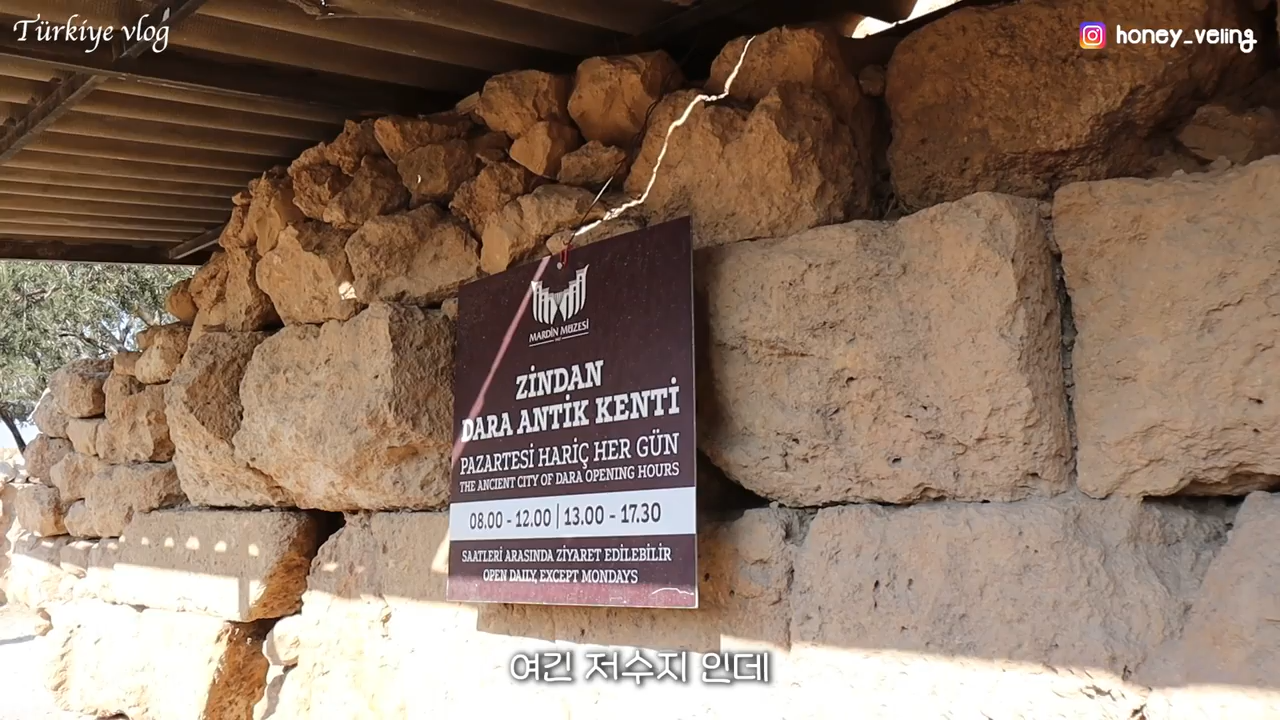 Türkiye vlog
honey_veling
MARDİN MÜZESİ
ZİNDAN
DARA ANTİK KENTİ
PAZARTESİ HARİÇ HER GÜN
THE ANCIENT CITY OF DARA OPENING HOURS
08.00 - 12.00 | 13.00 - 17.30
SAATLERİ ARASINDA ZİYARET EDİLEBİLİR
OPEN DAILY, EXCEPT MONDAYS
여긴 저수지 인데